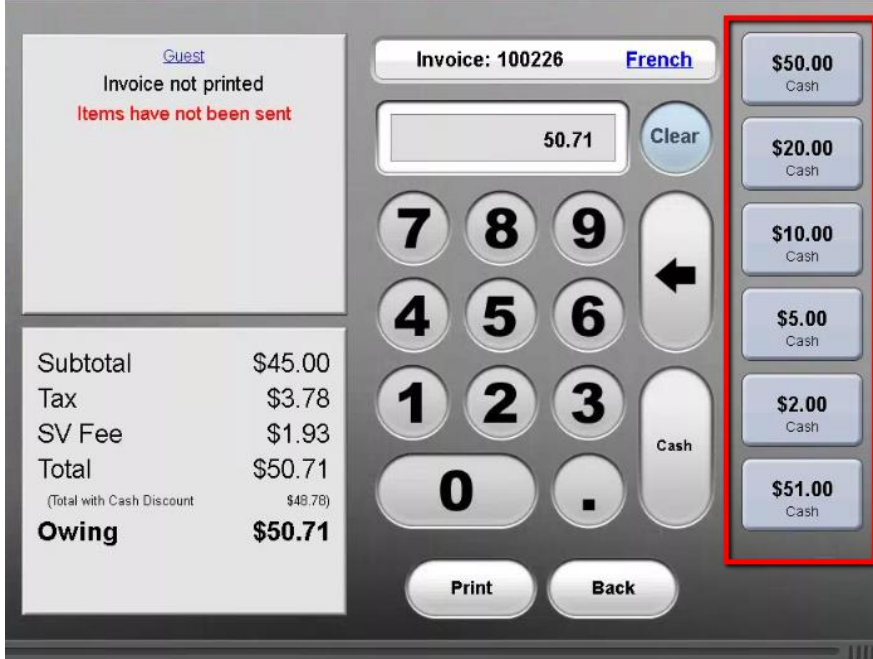 Guest
Invoice not printed
Items have not been sent
Subtotal $45.00
Tax $3.78
SV Fee $1.93
Total $50.71
(Total with Cash Discount $48.78)
Owing $50.71
Invoice: 100226 French
50.71 Clear
7 8 9
4 5 6
1 2 3
Cash
0 .
Print Back
$50.00
Cash
$20.00
Cash
$10.00
Cash
$5.00
Cash
$2.00
Cash
$51.00
Cash